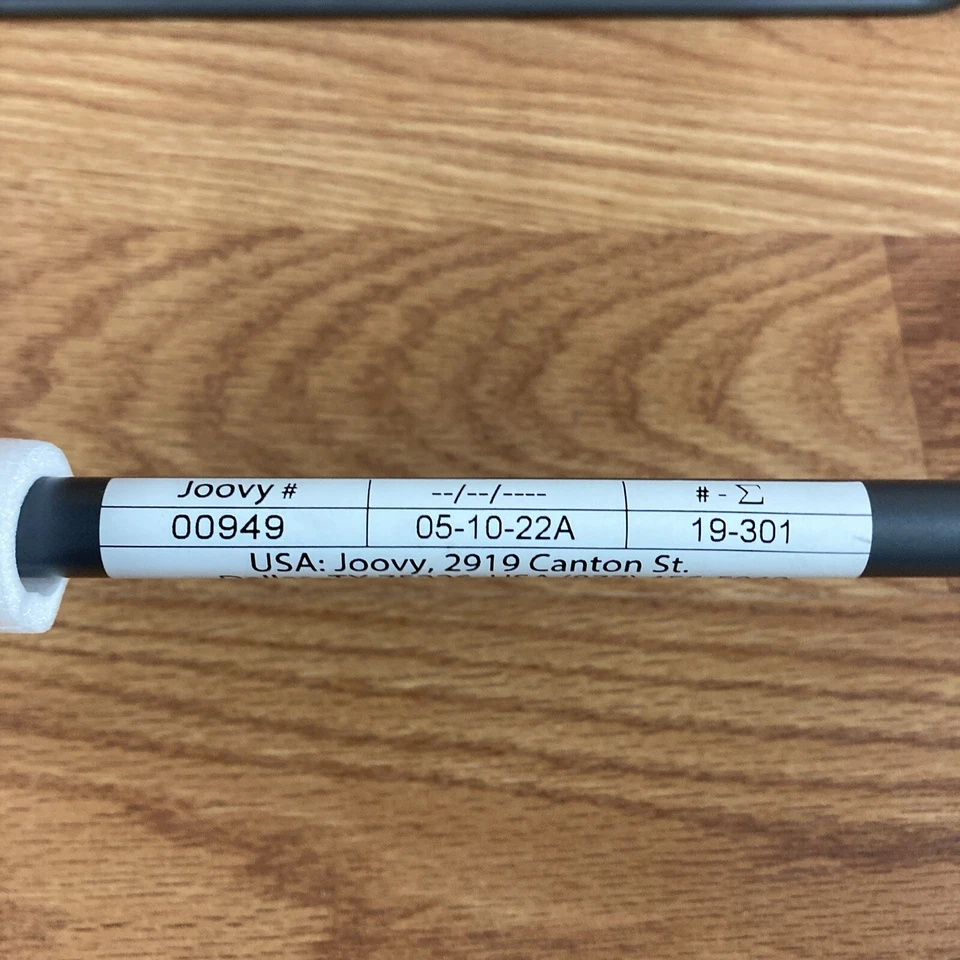 Joovy # --/--/---- # - Σ
00949 05-10-22A 19-301
USA: Joovy, 2919 Canton St.